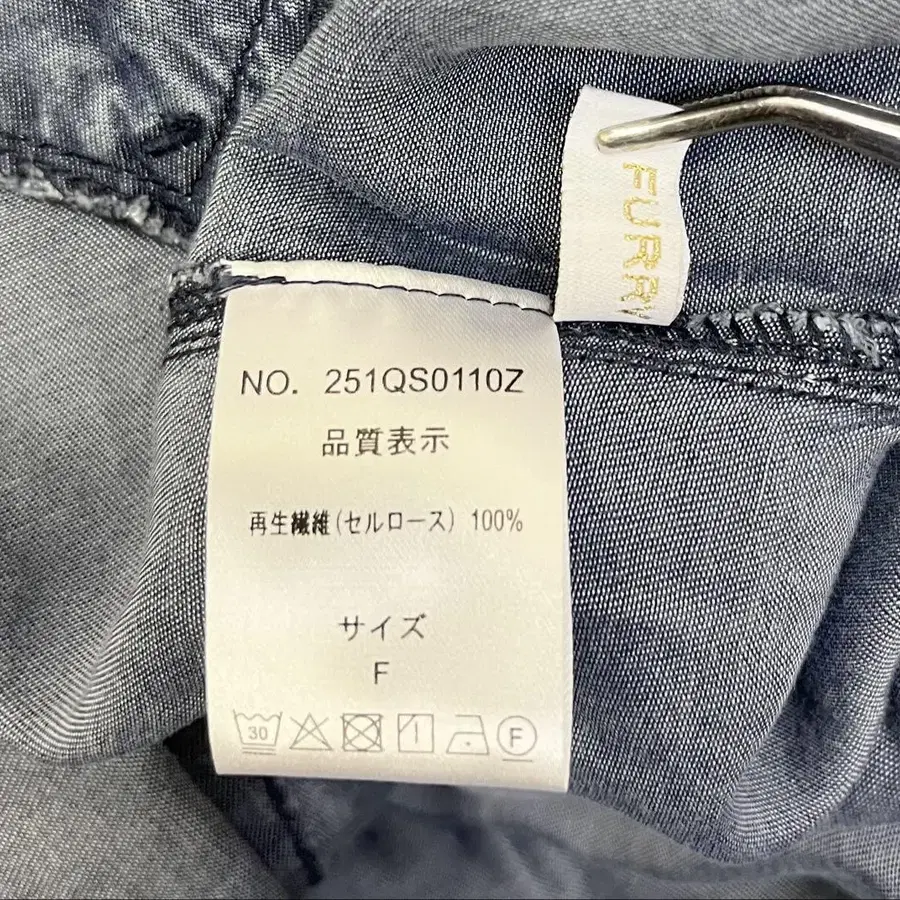 FURRY
NO. 251QS0110Z
品質表示
再生繊維(セルロース) 100%
サイズ
F
30
F